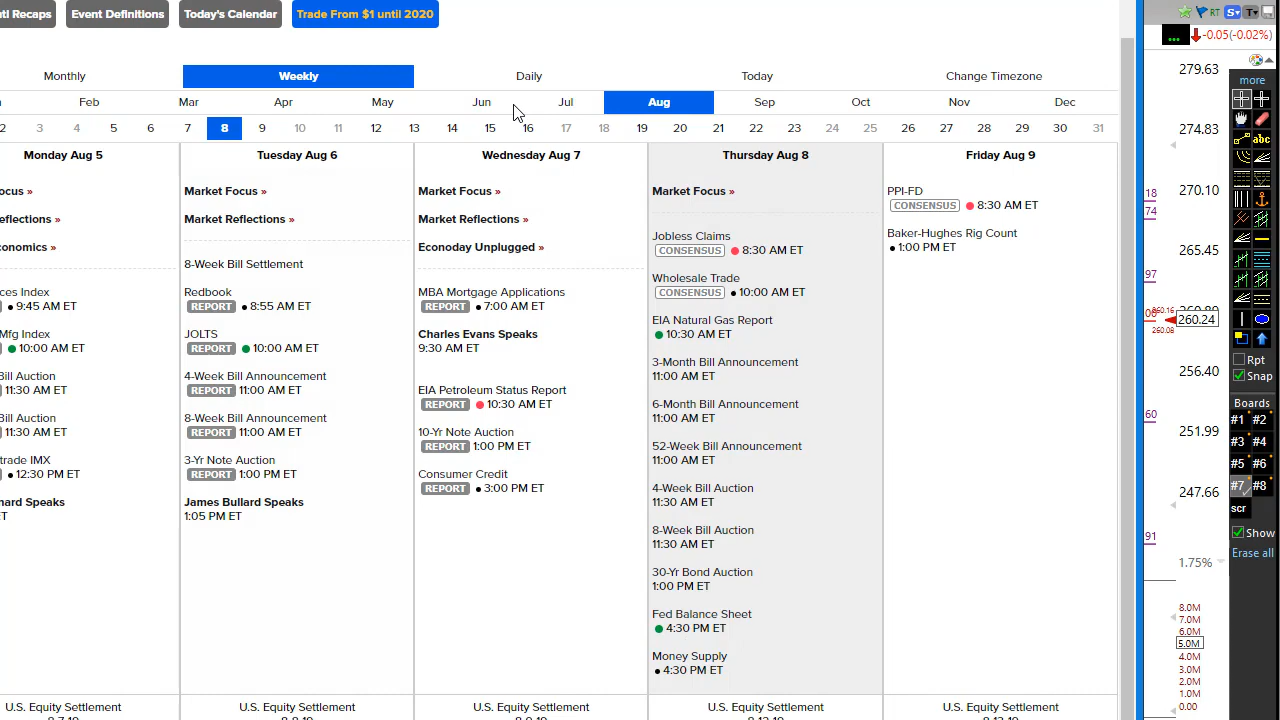 nti Recaps
Event Definitions
Today's Calendar
Trade From $1 until 2020
Monthly
Weekly
Daily
Today
Change Timezone
Feb
Mar
Apr
May
Jun
Jul
Aug
Sep
Oct
Nov
Dec
2 3 4 5 6 7 8 9 10 11 12 13 14 15 16 17 18 19 20 21 22 23 24 25 26 27 28 29 30 31
Monday Aug 5
ocus »
eflections »
conomics »
ces Index
9:45 AM ET
Mfg Index
10:00 AM ET
Bill Auction
11:30 AM ET
Bill Auction
11:30 AM ET
trade IMX
12:30 PM ET
nard Speaks
ET
U.S. Equity Settlement
Tuesday Aug 6
Market Focus »
Market Reflections »
8-Week Bill Settlement
Redbook
REPORT 8:55 AM ET
JOLTS
REPORT 10:00 AM ET
4-Week Bill Announcement
REPORT 11:00 AM ET
8-Week Bill Announcement
REPORT 11:00 AM ET
3-Yr Note Auction
REPORT 1:00 PM ET
James Bullard Speaks
1:05 PM ET
U.S. Equity Settlement
Wednesday Aug 7
Market Focus »
Market Reflections »
Econoday Unplugged »
MBA Mortgage Applications
REPORT 7:00 AM ET
Charles Evans Speaks
9:30 AM ET
EIA Petroleum Status Report
REPORT 10:30 AM ET
10-Yr Note Auction
REPORT 1:00 PM ET
Consumer Credit
REPORT 3:00 PM ET
U.S. Equity Settlement
Thursday Aug 8
Market Focus »
Jobless Claims
CONSENSUS 8:30 AM ET
Wholesale Trade
CONSENSUS 10:00 AM ET
EIA Natural Gas Report
10:30 AM ET
3-Month Bill Announcement
11:00 AM ET
6-Month Bill Announcement
11:00 AM ET
52-Week Bill Announcement
11:00 AM ET
4-Week Bill Auction
11:30 AM ET
8-Week Bill Auction
11:30 AM ET
30-Yr Bond Auction
1:00 PM ET
Fed Balance Sheet
4:30 PM ET
Money Supply
4:30 PM ET
U.S. Equity Settlement
Friday Aug 9
PPI-FD
CONSENSUS 8:30 AM ET
Baker-Hughes Rig Count
1:00 PM ET
U.S. Equity Settlement
RT S T
... -0.05(-0.02%)
279.63
274.83
270.10
265.45
260.16
260.24
260.08
256.40
251.99
247.66
1.75%
8.0M
7.0M
6.0M
5.0M
4.0M
3.0M
2.0M
1.0M
0.00
18
74
97
60
91
more
abc
Rpt
Snap
Boards
#1 #2
#3 #4
#5 #6
#7 #8
scr
Show
Erase all